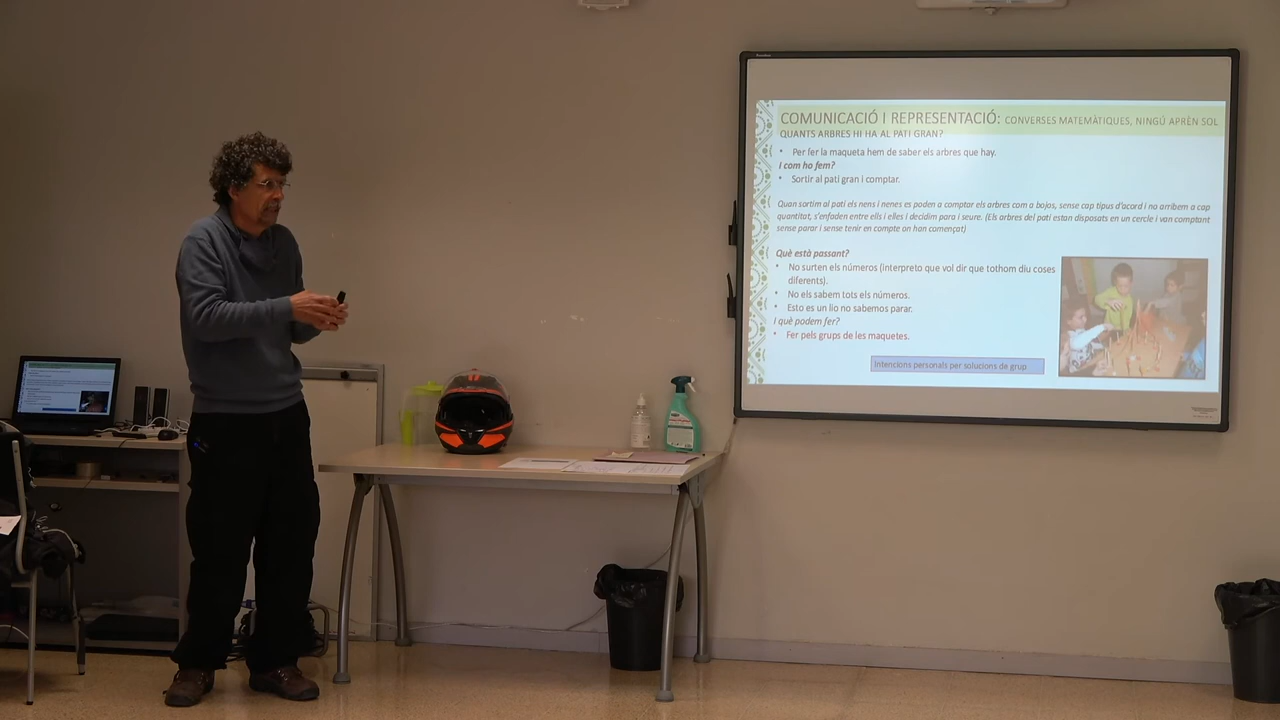 COMUNICACIÓ I REPRESENTACIÓ: CONVERSES MATEMÀTIQUES, NINGÚ APRÈN SOL
QUANTS ARBRES HI HA AL PATI GRAN?
• Per fer la maqueta hem de saber els arbres que hay.
I com ho fem?
• Sortir al pati gran i comptar.
Quan sortim al pati els nens i nenes es poden a comptar els arbres com a bojos, sense cap tipus d'acord i no arribem a cap
quantitat, s'enfaden entre ells i elles i decidim para i seure. (Els arbres del pati estan disposats en un cercle i van comptant
sense parar i sense tenir en compte on han començat)
Què està passant?
• No surten els números (interpreto que vol dir que tothom diu coses
diferents).
• No els sabem tots els números.
• Esto es un lio no sabemos parar.
I què podem fer?
• Fer pels grups de les maquetes.
Intencions personals per solucions de grup